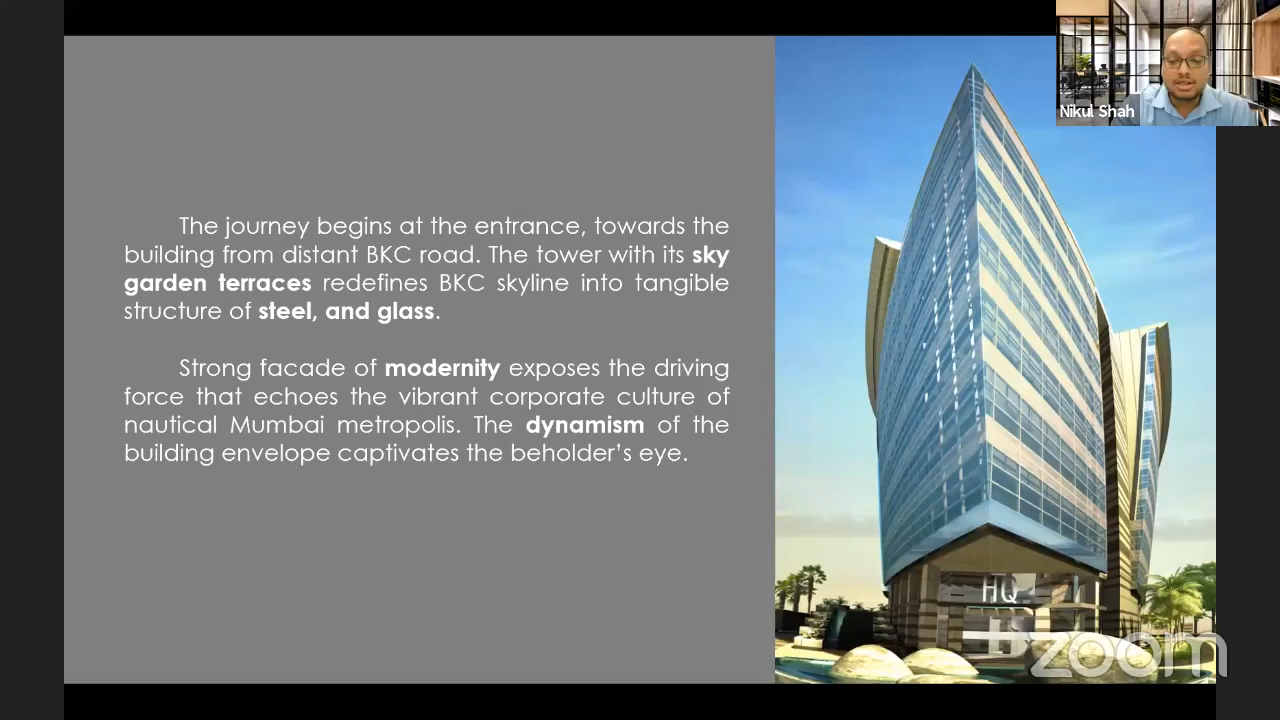 Nikul Shah
The journey begins at the entrance, towards the
building from distant BKC road. The tower with its sky
garden terraces redefines BKC skyline into tangible
structure of steel, and glass.
Strong facade of modernity exposes the driving
force that echoes the vibrant corporate culture of
nautical Mumbai metropolis. The dynamism of the
building envelope captivates the beholder’s eye.
HQ
zoom